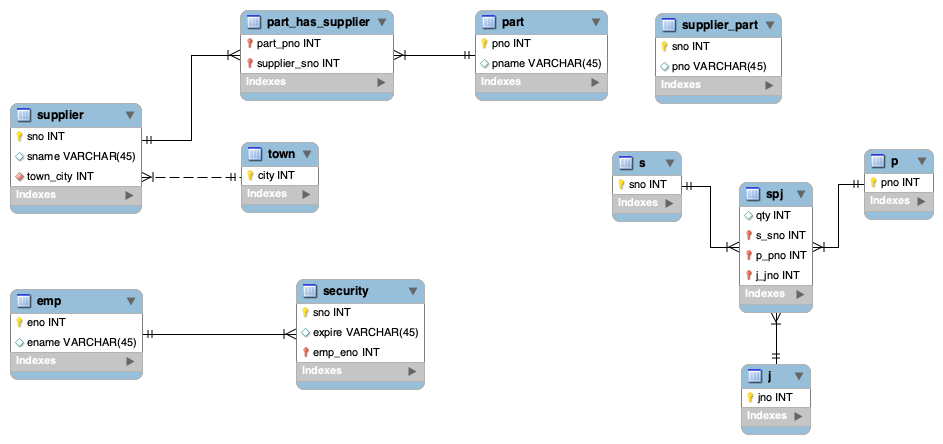 part_has_supplier
part_pno INT
supplier_sno INT
Indexes
part
pno INT
pname VARCHAR(45)
Indexes
supplier_part
sno INT
pno VARCHAR(45)
Indexes
supplier
sno INT
sname VARCHAR(45)
town_city INT
Indexes
town
city INT
Indexes
s
sno INT
Indexes
spj
qty INT
s_sno INT
p_pno INT
j_jno INT
Indexes
p
pno INT
Indexes
emp
eno INT
ename VARCHAR(45)
Indexes
security
sno INT
expire VARCHAR(45)
emp_eno INT
Indexes
j
jno INT
Indexes